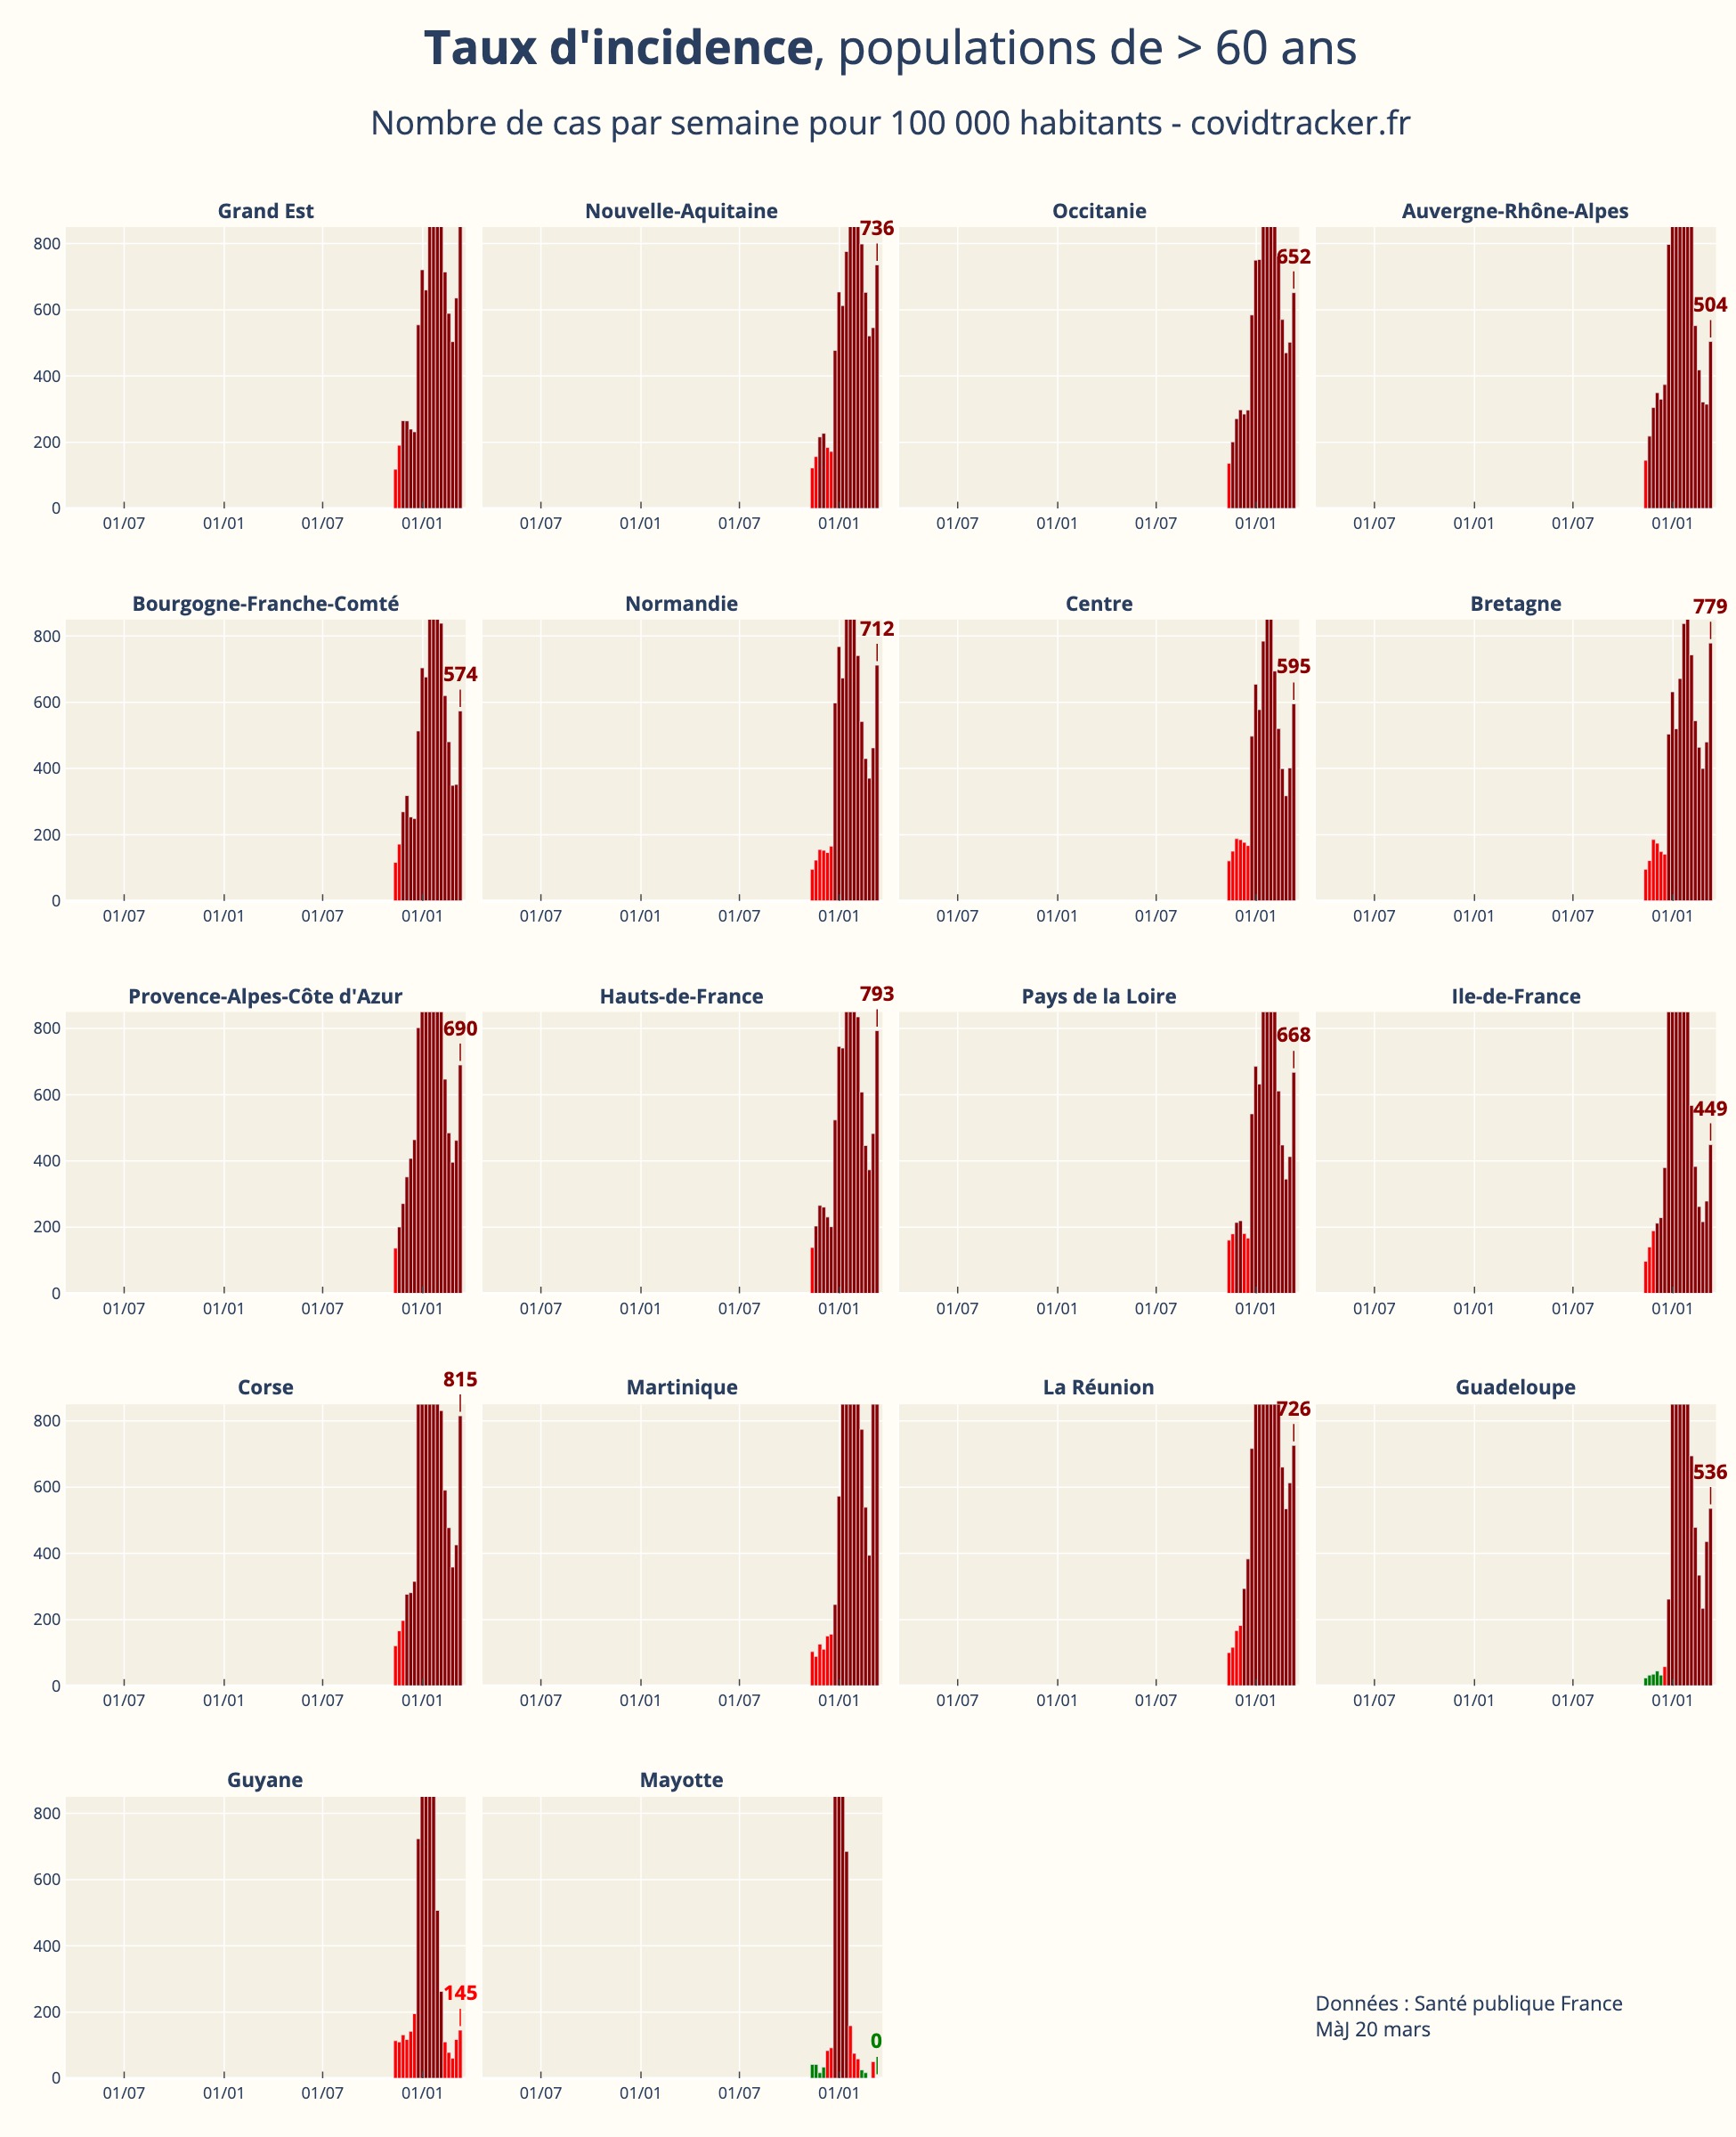 Taux d'incidence, populations de > 60 ans
Nombre de cas par semaine pour 100 000 habitants - covidtracker.fr
Grand Est
800
600
400
200
0
01/07 01/01 01/07 01/01
Nouvelle-Aquitaine
736
01/07 01/01 01/07 01/01
Occitanie
652
01/07 01/01 01/07 01/01
Auvergne-Rhône-Alpes
504
01/07 01/01 01/07 01/01
Bourgogne-Franche-Comté
800
600
400
200
0
574
01/07 01/01 01/07 01/01
Normandie
712
01/07 01/01 01/07 01/01
Centre
595
01/07 01/01 01/07 01/01
Bretagne
779
01/07 01/01 01/07 01/01
Provence-Alpes-Côte d'Azur
800
600
400
200
0
690
01/07 01/01 01/07 01/01
Hauts-de-France
793
01/07 01/01 01/07 01/01
Pays de la Loire
668
01/07 01/01 01/07 01/01
Ile-de-France
449
01/07 01/01 01/07 01/01
Corse
815
800
600
400
200
0
01/07 01/01 01/07 01/01
Martinique
01/07 01/01 01/07 01/01
La Réunion
726
01/07 01/01 01/07 01/01
Guadeloupe
536
01/07 01/01 01/07 01/01
Guyane
800
600
400
200
0
145
01/07 01/01 01/07 01/01
Mayotte
0
01/07 01/01 01/07 01/01
Données : Santé publique France
MàJ 20 mars